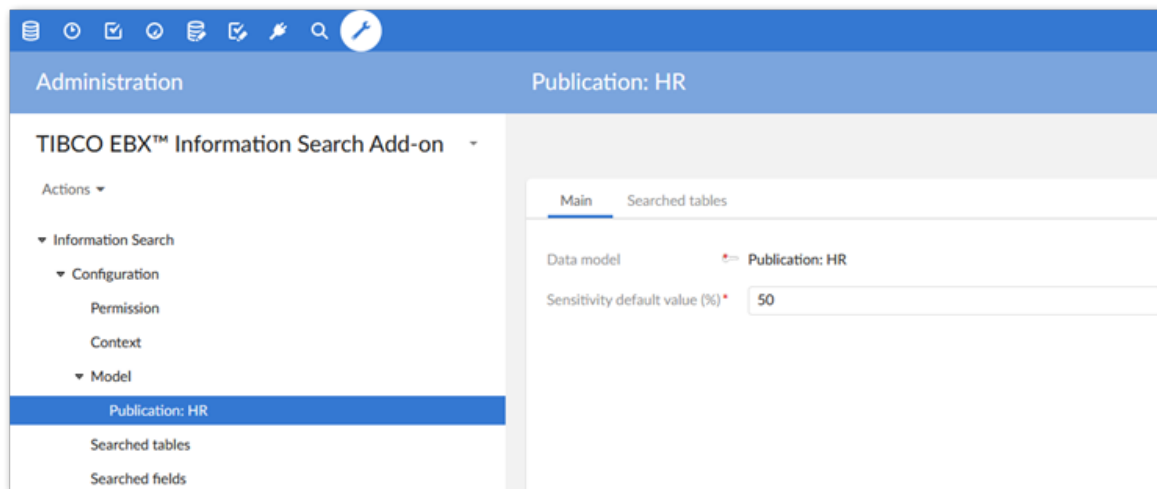 Administration
Publication: HR
TIBCO EBX™ Information Search Add-on
Actions
Main Searched tables
Information Search
Data model Publication: HR
Configuration
Sensitivity default value (%)* 50
Permission
Context
Model
Publication: HR
Searched tables
Searched fields